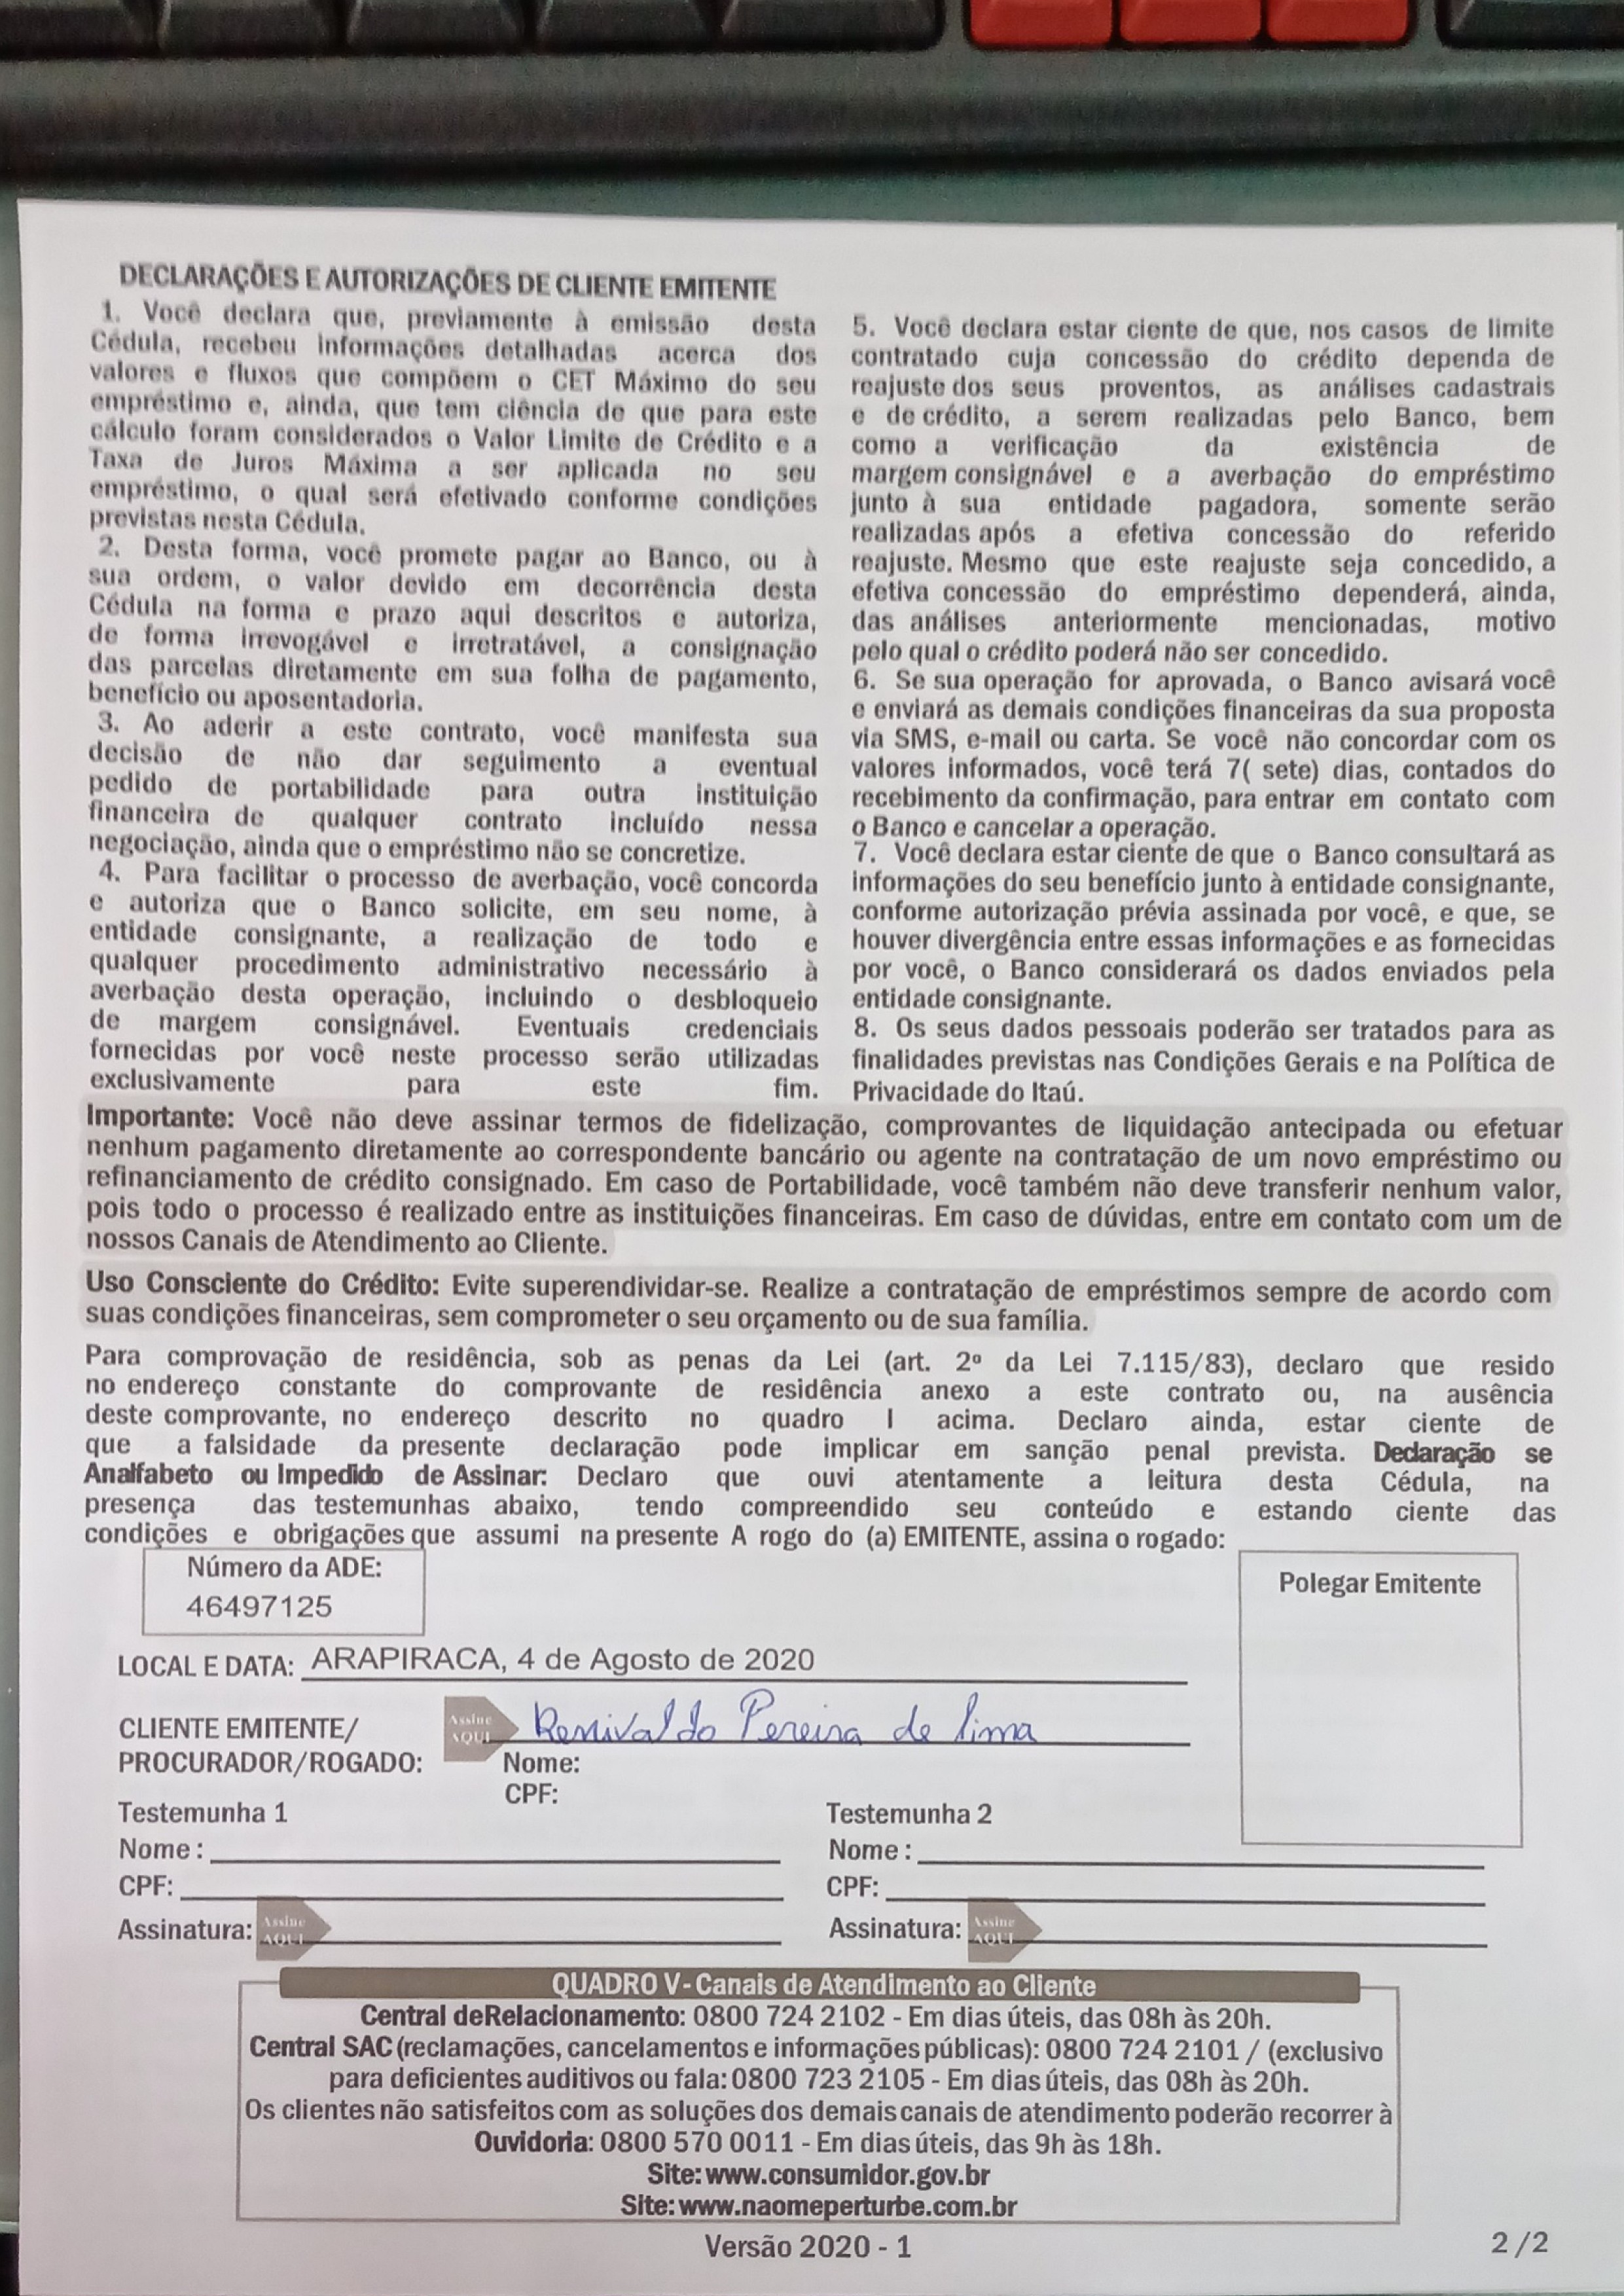 DECLARAÇÕES E AUTORIZAÇÕES DE CLIENTE EMITENTE
1. Você declara que, previamente à emissão desta
Cédula, recebeu informações detalhadas acerca dos
valores e fluxos que compõem o CET Máximo do seu
empréstimo e, ainda, que tem ciência de que para este
cálculo foram considerados o Valor Limite de Crédito e a
Taxa de Juros Máxima a ser aplicada no seu
empréstimo, o qual será efetivado conforme condições
previstas nesta Cédula.
2. Desta forma, você promete pagar ao Banco, ou à
sua ordem, o valor devido em decorrência desta
Cédula na forma e prazo aqui descritos e autoriza,
de forma irrevogável e irretratável, a consignação
das parcelas diretamente em sua folha de pagamento,
benefício ou aposentadoria.
3. Ao aderir a este contrato, você manifesta sua
decisão de não dar seguimento a eventual
pedido de portabilidade para outra instituição
financeira de qualquer contrato incluído nessa
negociação, ainda que o empréstimo não se concretize.
4. Para facilitar o processo de averbação, você concorda
e autoriza que o Banco solicite, em seu nome, à
entidade consignante, a realização de todo e
qualquer procedimento administrativo necessário à
averbação desta operação, incluindo o desbloqueio
de margem consignável. Eventuais credenciais
fornecidas por você neste processo serão utilizadas
exclusivamente para este fim.
5. Você declara estar ciente de que, nos casos de limite
contratado cuja concessão do crédito dependa de
reajuste dos seus proventos, as análises cadastrais
e de crédito, a serem realizadas pelo Banco, bem
como a verificação da existência de
margem consignável e a averbação do empréstimo
junto à sua entidade pagadora, somente serão
realizadas após a efetiva concessão do referido
reajuste. Mesmo que este reajuste seja concedido, a
efetiva concessão do empréstimo dependerá, ainda,
das análises anteriormente mencionadas, motivo
pelo qual o crédito poderá não ser concedido.
6. Se sua operação for aprovada, o Banco avisará você
e enviará as demais condições financeiras da sua proposta
via SMS, e-mail ou carta. Se você não concordar com os
valores informados, você terá 7( sete) dias, contados do
recebimento da confirmação, para entrar em contato com
o Banco e cancelar a operação.
7. Você declara estar ciente de que o Banco consultará as
informações do seu benefício junto à entidade consignante,
conforme autorização prévia assinada por você, e que, se
houver divergência entre essas informações e as fornecidas
por você, o Banco considerará os dados enviados pela
entidade consignante.
8. Os seus dados pessoais poderão ser tratados para as
finalidades previstas nas Condições Gerais e na Política de
Privacidade do Itaú.
Importante: Você não deve assinar termos de fidelização, comprovantes de liquidação antecipada ou efetuar
nenhum pagamento diretamente ao correspondente bancário ou agente na contratação de um novo empréstimo ou
refinanciamento de crédito consignado. Em caso de Portabilidade, você também não deve transferir nenhum valor,
pois todo o processo é realizado entre as instituições financeiras. Em caso de dúvidas, entre em contato com um de
nossos Canais de Atendimento ao Cliente.
Uso Consciente do Crédito: Evite superendividar-se. Realize a contratação de empréstimos sempre de acordo com
suas condições financeiras, sem comprometer o seu orçamento ou de sua família.
Para comprovação de residência, sob as penas da Lei (art. 2º da Lei 7.115/83), declaro que resido
no endereço constante do comprovante de residência anexo a este contrato ou, na ausência
deste comprovante, no endereço descrito no quadro I acima. Declaro ainda, estar ciente de
que a falsidade da presente declaração pode implicar em sanção penal prevista. Declaração se
Analfabeto ou Impedido de Assinar: Declaro que ouvi atentamente a leitura desta Cédula, na
presença das testemunhas abaixo, tendo compreendido seu conteúdo e estando ciente das
condições e obrigações que assumi na presente A rogo do (a) EMITENTE, assina o rogado:
Número da ADE:
46497125
Polegar Emitente
LOCAL E DATA: ARAPIRACA, 4 de Agosto de 2020
CLIENTE EMITENTE/
PROCURADOR/ROGADO:
Assine
AQUI
Renivaldo Pereira de lima
Nome:
CPF:
Testemunha 1
Nome :
CPF:
Assinatura: Assine
AQUI
Testemunha 2
Nome :
CPF:
Assinatura: Assine
AQUI
QUADRO V - Canais de Atendimento ao Cliente
Central deRelacionamento: 0800 724 2102 - Em dias úteis, das 08h às 20h.
Central SAC (reclamações, cancelamentos e informações públicas): 0800 724 2101 / (exclusivo
para deficientes auditivos ou fala: 0800 723 2105 - Em dias úteis, das 08h às 20h.
Os clientes não satisfeitos com as soluções dos demais canais de atendimento poderão recorrer à
Ouvidoria: 0800 570 0011 - Em dias úteis, das 9h às 18h.
Site: www.consumidor.gov.br
Site: www.naomeperturbe.com.br
Versão 2020 - 1
2 /2